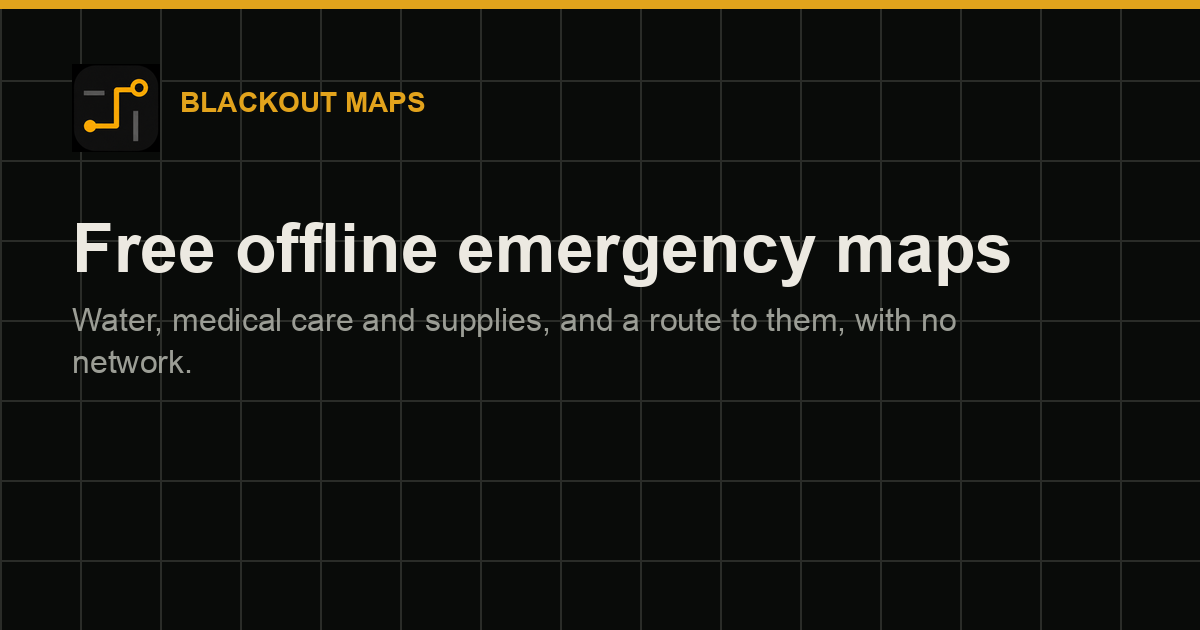 BLACKOUT MAPS
Free offline emergency maps
Water, medical care and supplies, and a route to them, with no
network.